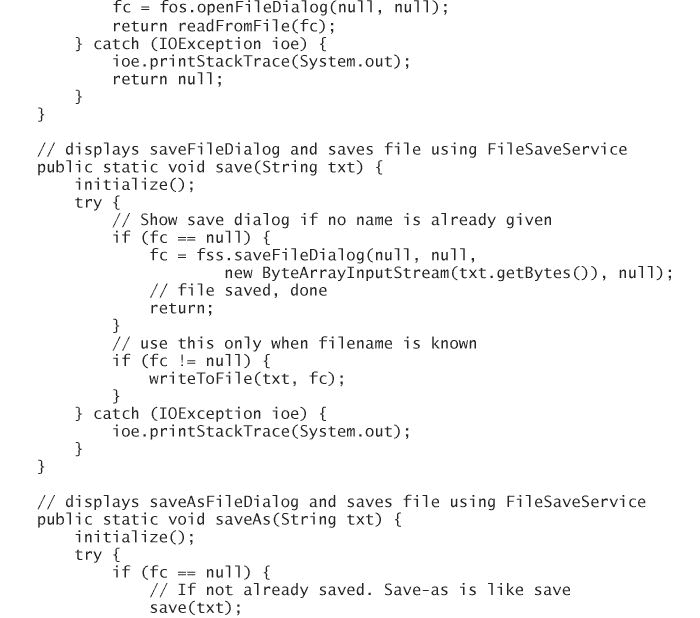 fc = fos.openFileDialog(null, null);
        return readFromFile(fc);
    } catch (IOException ioe) {
        ioe.printStackTrace(System.out);
        return null;
    }
}

// displays saveFileDialog and saves file using FileSaveService
public static void save(String txt) {
    initialize();
    try {
        // Show save dialog if no name is already given
        if (fc == null) {
            fc = fss.saveFileDialog(null, null,
                    new ByteArrayInputStream(txt.getBytes()), null);
            // file saved, done
            return;
        }
        // use this only when filename is known
        if (fc != null) {
            writeToFile(txt, fc);
        }
    } catch (IOException ioe) {
        ioe.printStackTrace(System.out);
    }
}

// displays saveAsFileDialog and saves file using FileSaveService
public static void saveAs(String txt) {
    initialize();
    try {
        if (fc == null) {
            // If not already saved. Save-as is like save
            save(txt);